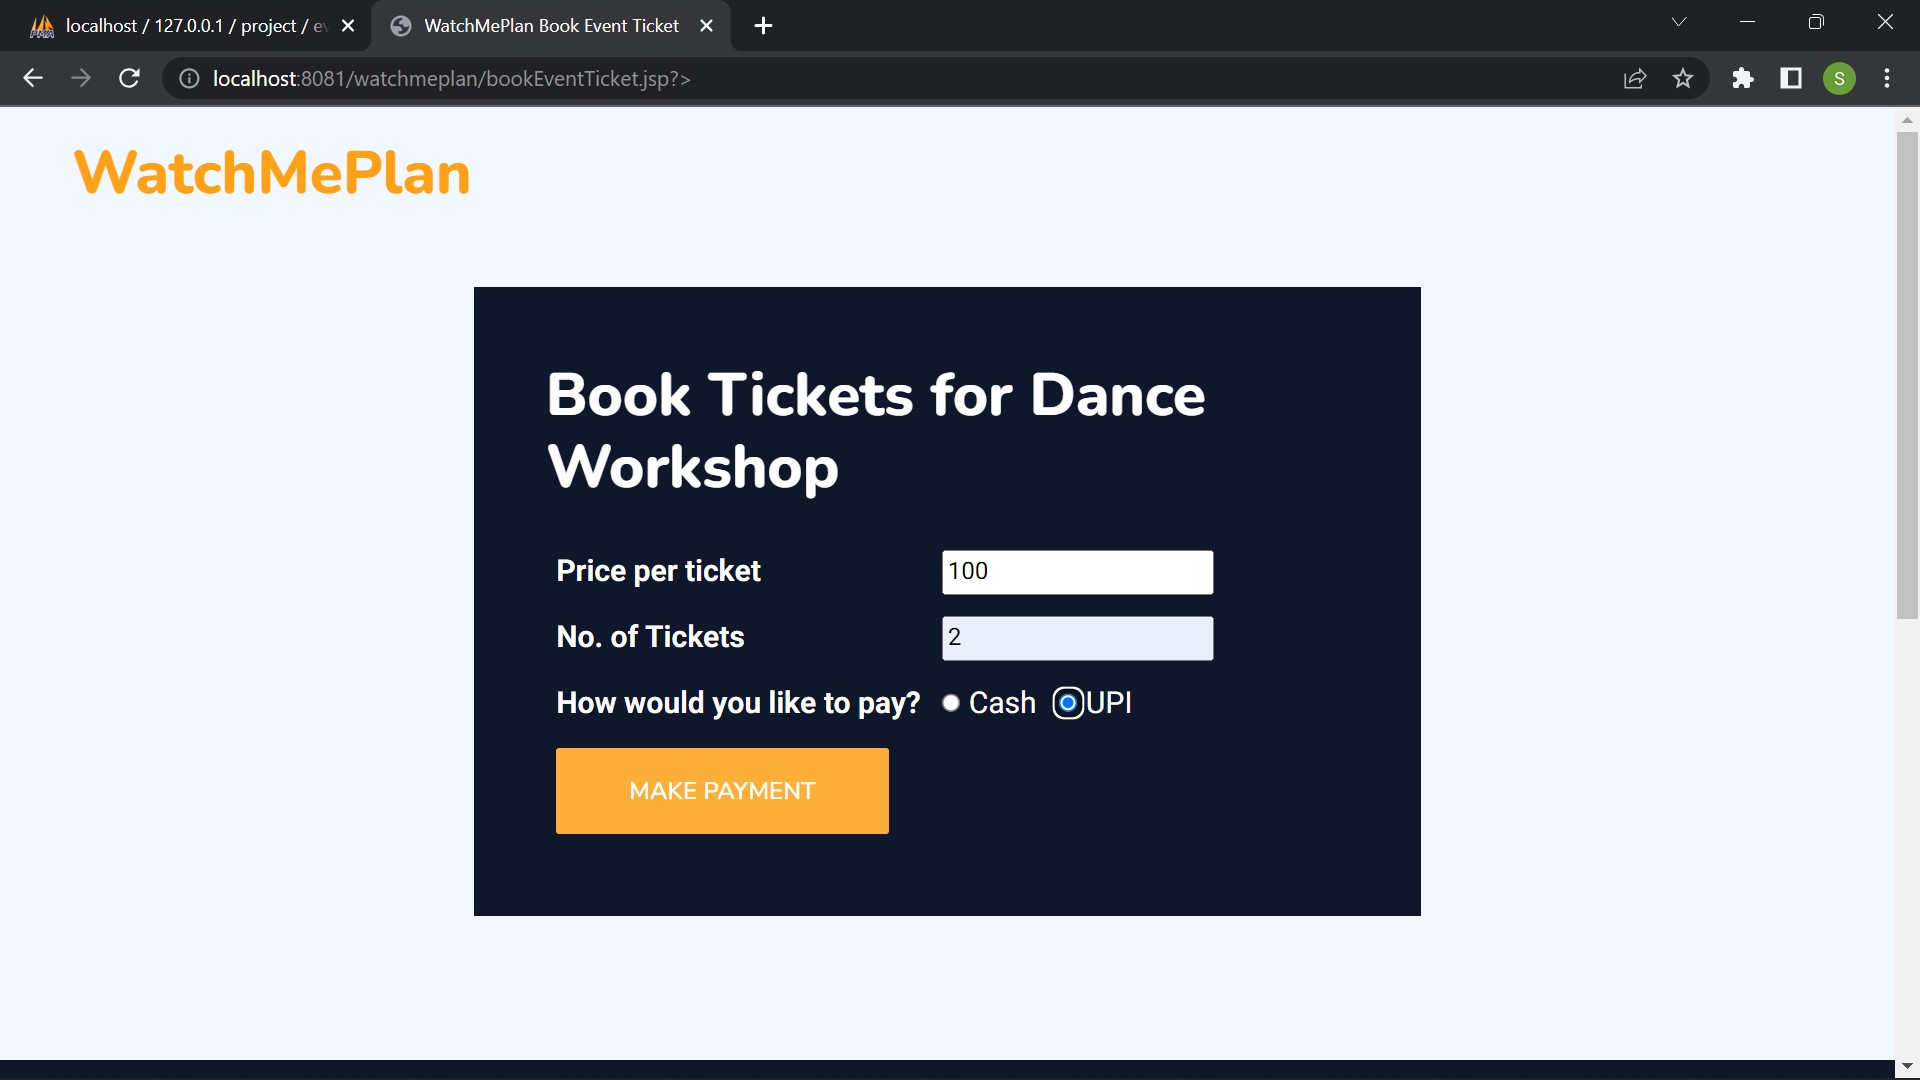 localhost / 127.0.0.1 / project / ev
WatchMePlan Book Event Ticket
localhost:8081/watchmeplan/bookEventTicket.jsp?>
S
WatchMePlan
Book Tickets for Dance
Workshop
Price per ticket 100
No. of Tickets 2
How would you like to pay? Cash UPI
MAKE PAYMENT